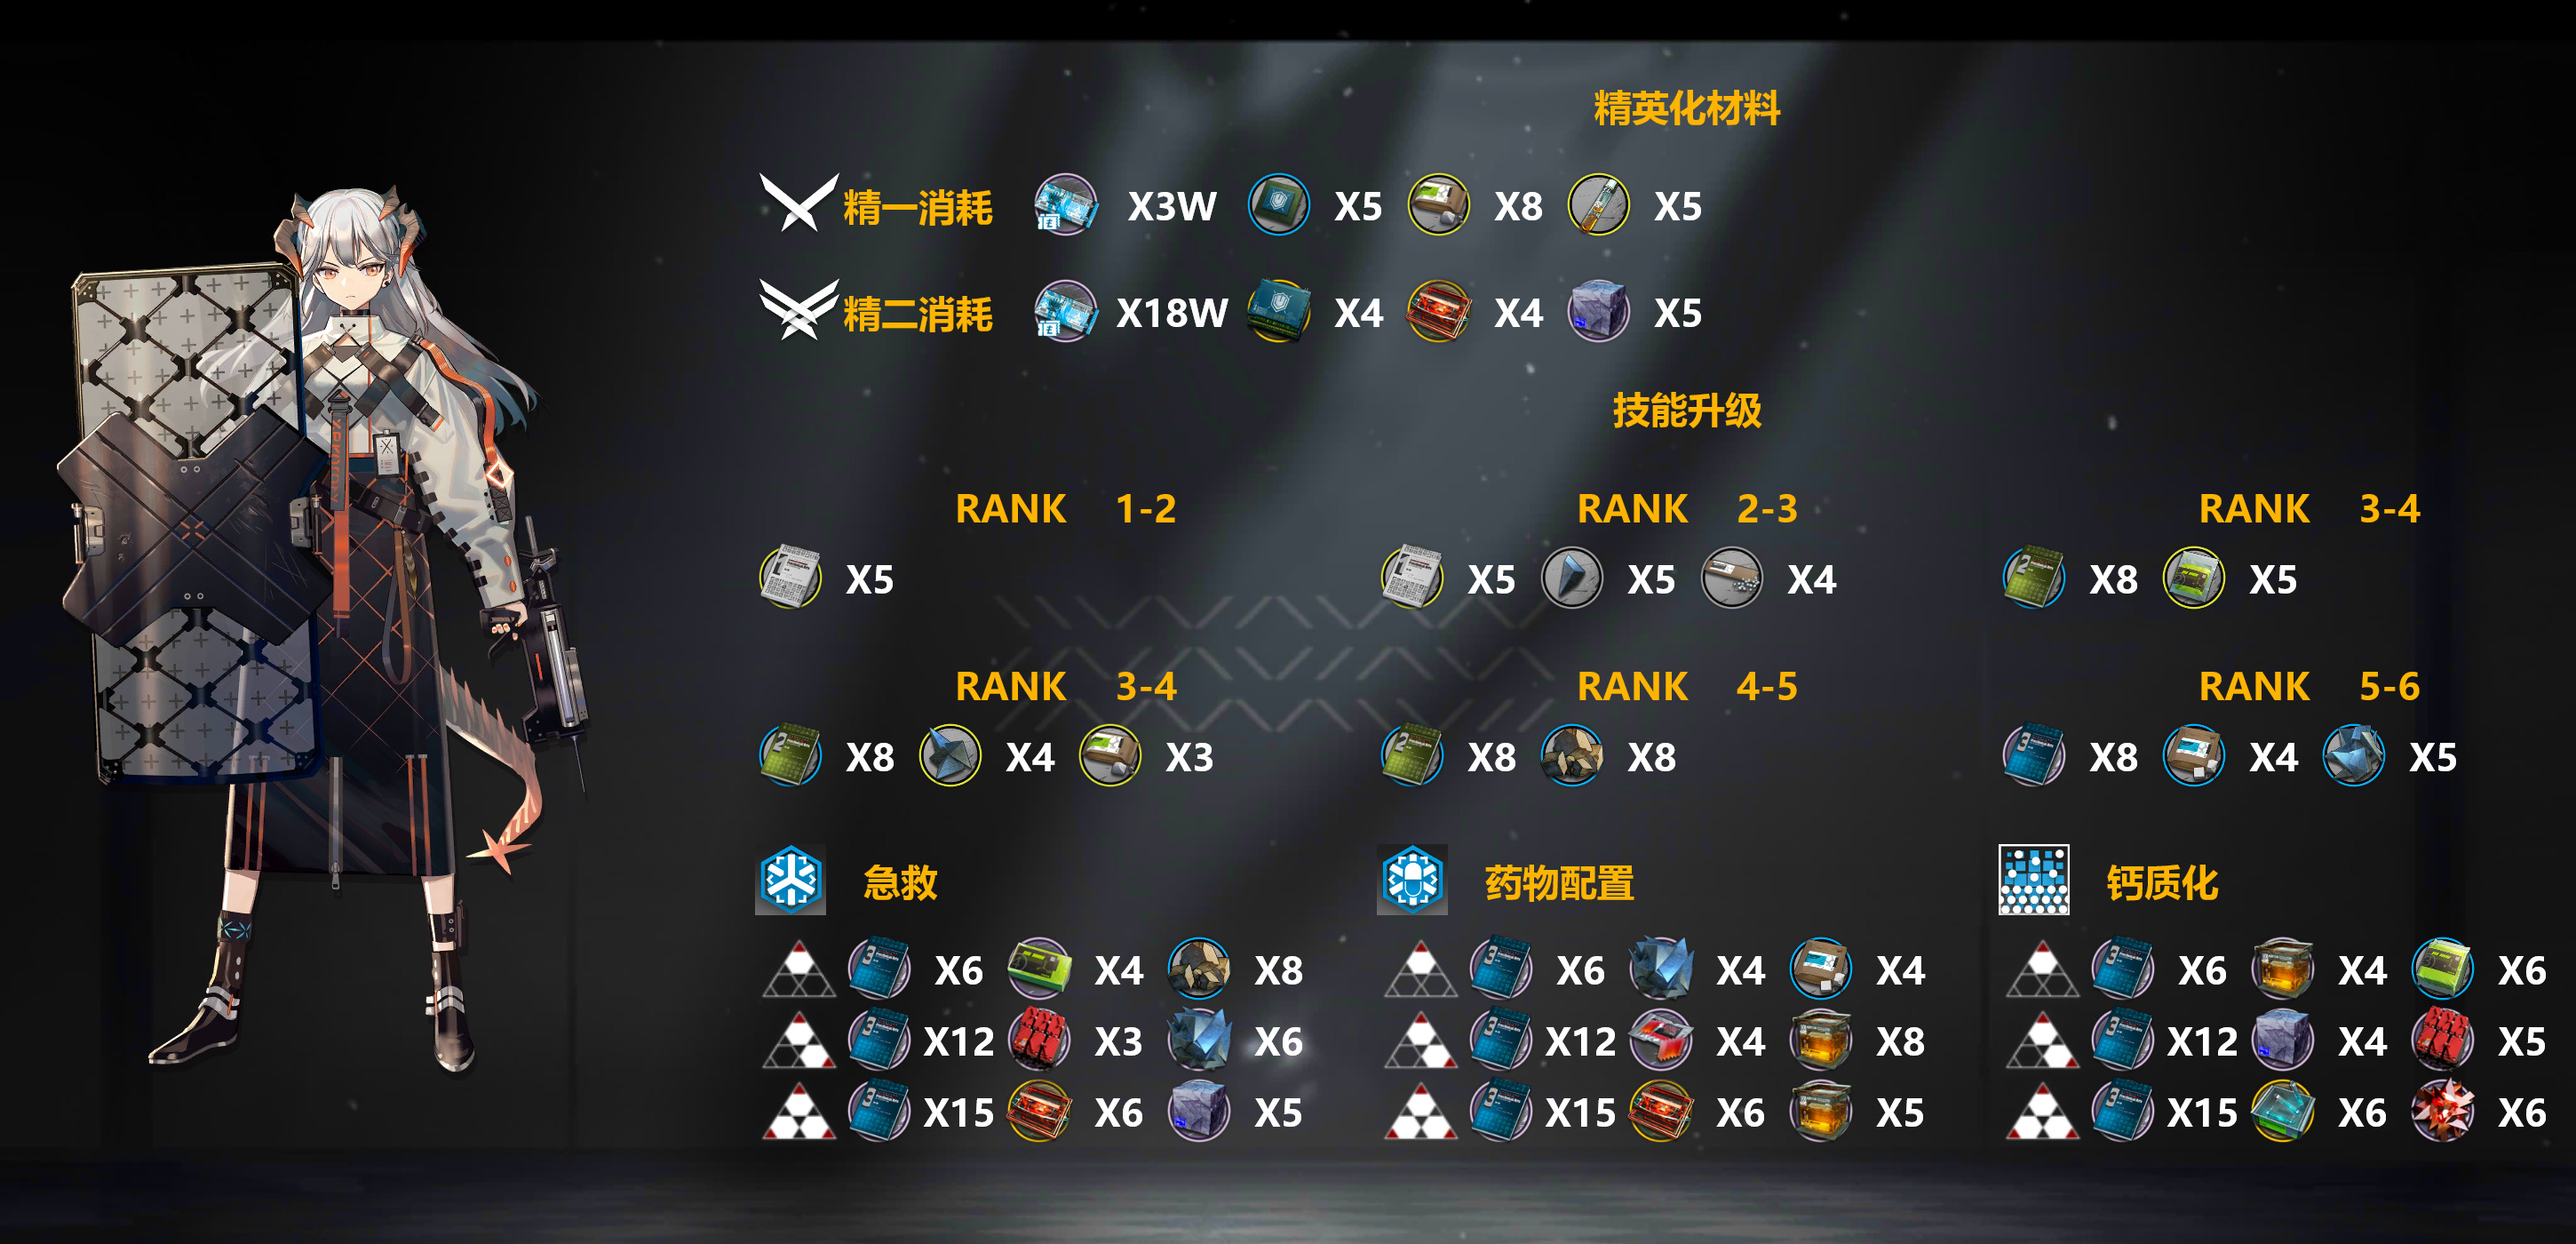 精英化材料
精一消耗 X3W X5 X8 X5
精二消耗 X18W X4 X4 X5
技能升级
RANK 1-2 RANK 2-3 RANK 3-4
X5 X5 X5 X4 X8 X5
RANK 3-4 RANK 4-5 RANK 5-6
X8 X4 X3 X8 X8 X8 X4 X5
急救 药物配置 钙质化
X6 X4 X8 X6 X4 X4 X6 X4 X6
X12 X3 X6 X12 X4 X8 X12 X4 X5
X15 X6 X5 X15 X6 X5 X15 X6 X6